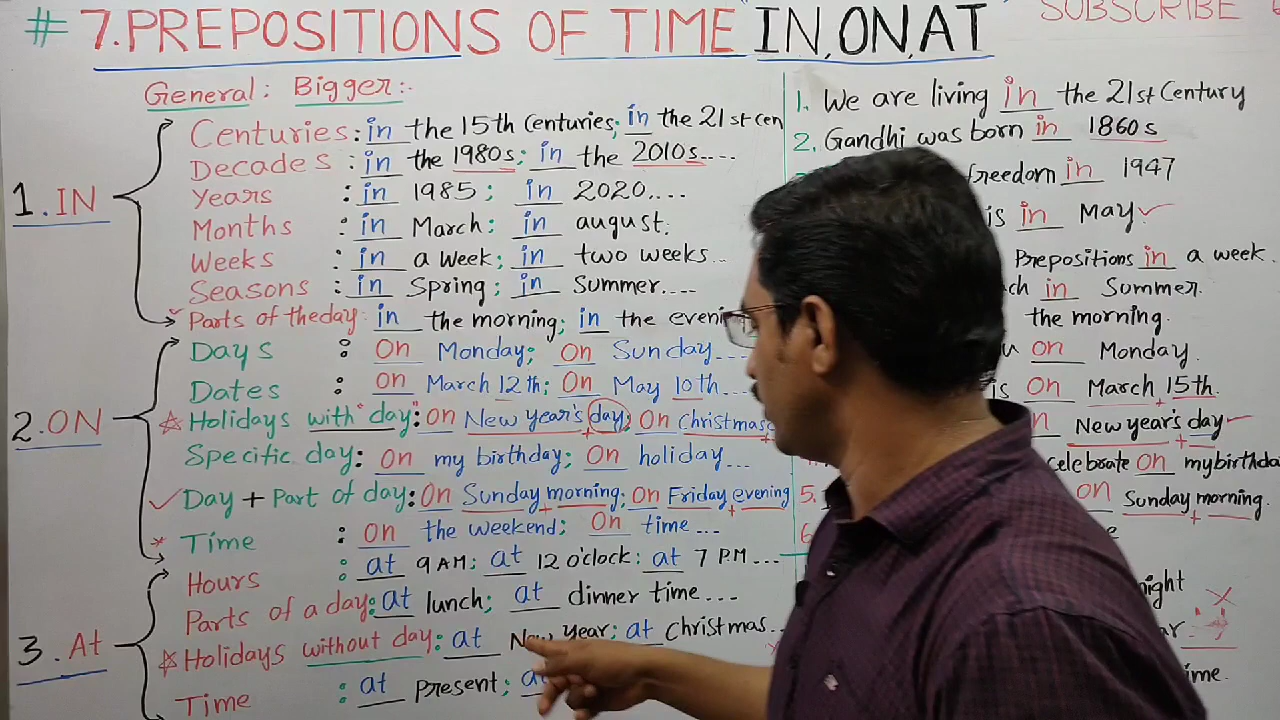 # 7.PREPOSITIONS OF TIME IN,ON,AT
SUBSCRIBE
General: Bigger:-
1. IN
Centuries: in the 15th Centuries; in the 21st cen
Decades : in the 1980s; in the 2010s....
Years : in 1985; in 2020....
Months : in March; in august.
Weeks : in a week; in two weeks...
Seasons : in Spring; in Summer....
Parts of the day: in the morning; in the evening
2. ON
Days : On Monday; On Sunday...
Dates : On March 12th; On May 10th...
☆ Holidays with "day": On New year's day; On Christmas
Specific day: On my birthday; On holiday...
✓ Day + Part of day: On Sunday morning; On Friday evening
* Time : On the weekend; On time...
3. At
Hours : at 9 AM; at 12 o'clock: at 7 P.M...
Parts of a day: at lunch; at dinner time...
☆ Holidays without day: at New year; at Christmas..
Time : at present;
1. We are living in the 21st Century
2. Gandhi was born in 1860s
freedom in 1947
is in May ✓
Prepositions in a week.
in Summer.
the morning.
on Monday.
is On March 15th.
New year's day
celebrate on mybirthda
5. on Sunday morning.
6.